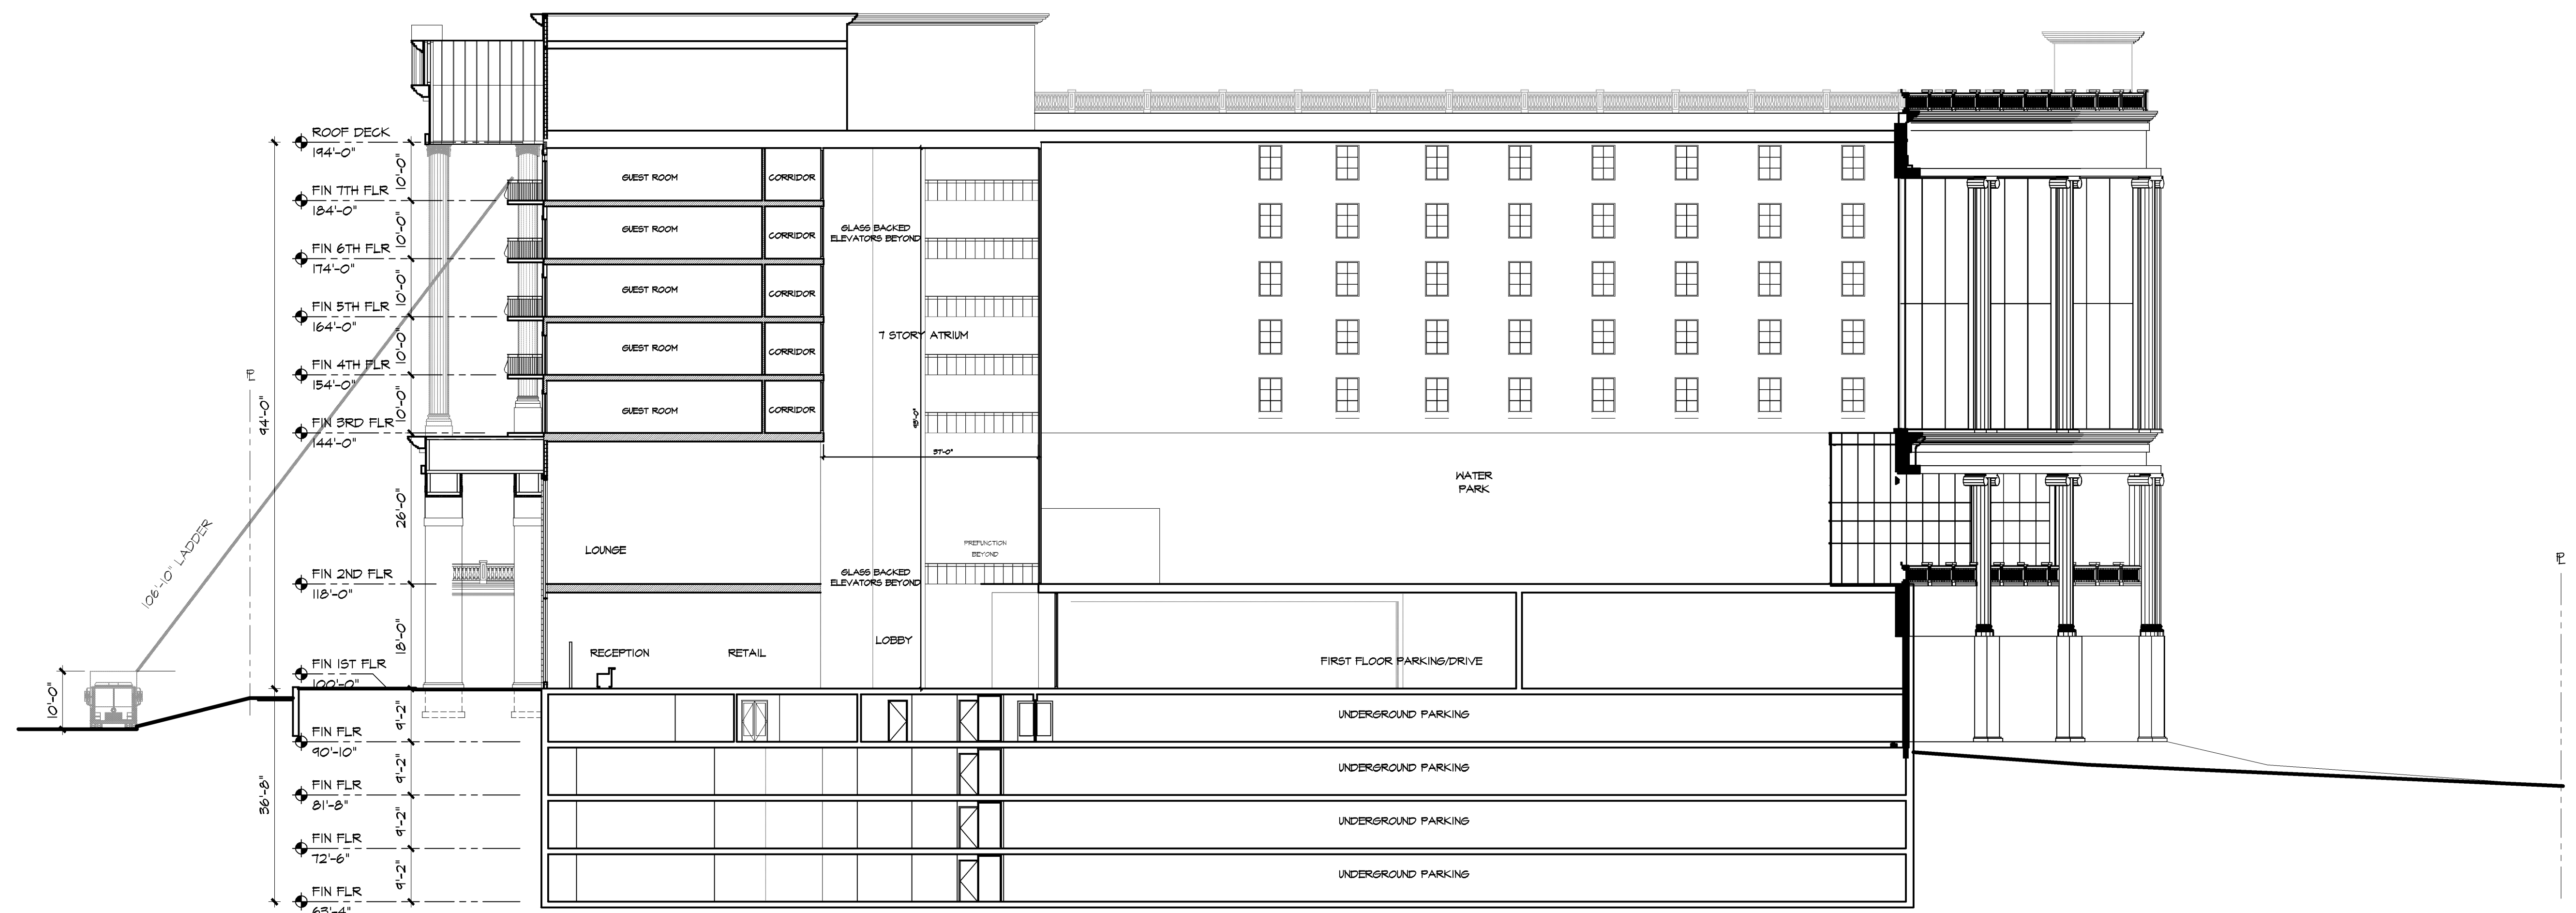 ROOF DECK
194'-0"
10'-0"
FIN 7TH FLR
184'-0"
10'-0"
FIN 6TH FLR
174'-0"
10'-0"
FIN 5TH FLR
164'-0"
10'-0"
FIN 4TH FLR
154'-0"
10'-0"
FIN 3RD FLR
144'-0"
94'-0"
26'-0"
106'-10" LADDER
FIN 2ND FLR
118'-0"
18'-0"
FIN 1ST FLR
100'-0"
10'-0"
9'-2"
FIN FLR
90'-10"
9'-2"
FIN FLR
81'-8"
36'-8"
9'-2"
FIN FLR
72'-6"
9'-2"
FIN FLR
63'-4"
GUEST ROOM
CORRIDOR
GUEST ROOM
CORRIDOR
GUEST ROOM
CORRIDOR
GUEST ROOM
CORRIDOR
GUEST ROOM
CORRIDOR
GLASS BACKED
ELEVATORS BEYOND
7 STORY ATRIUM
37'-0"
LOUNGE
PREFUNCTION
BEYOND
GLASS BACKED
ELEVATORS BEYOND
LOBBY
RECEPTION
RETAIL
WATER
PARK
FIRST FLOOR PARKING/DRIVE
UNDERGROUND PARKING
UNDERGROUND PARKING
UNDERGROUND PARKING
UNDERGROUND PARKING
PL
PL